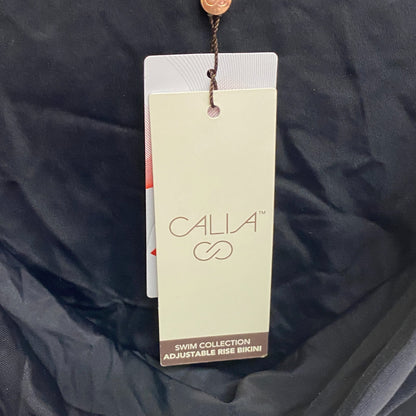 CALIA™
SWIM COLLECTION
ADJUSTABLE RISE BIKINI